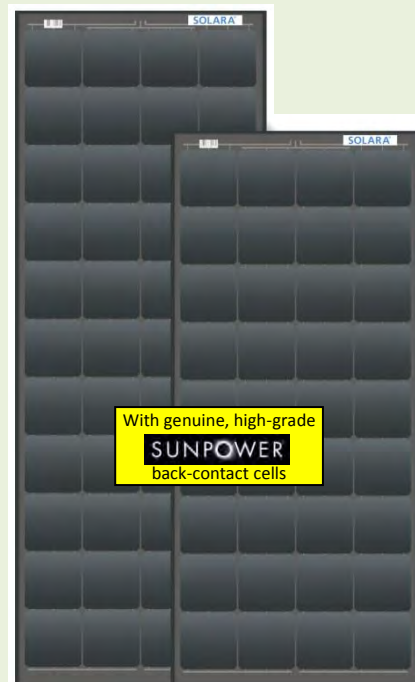 SOLARA
SOLARA
With genuine, high-grade
SUNPOWER
back-contact cells